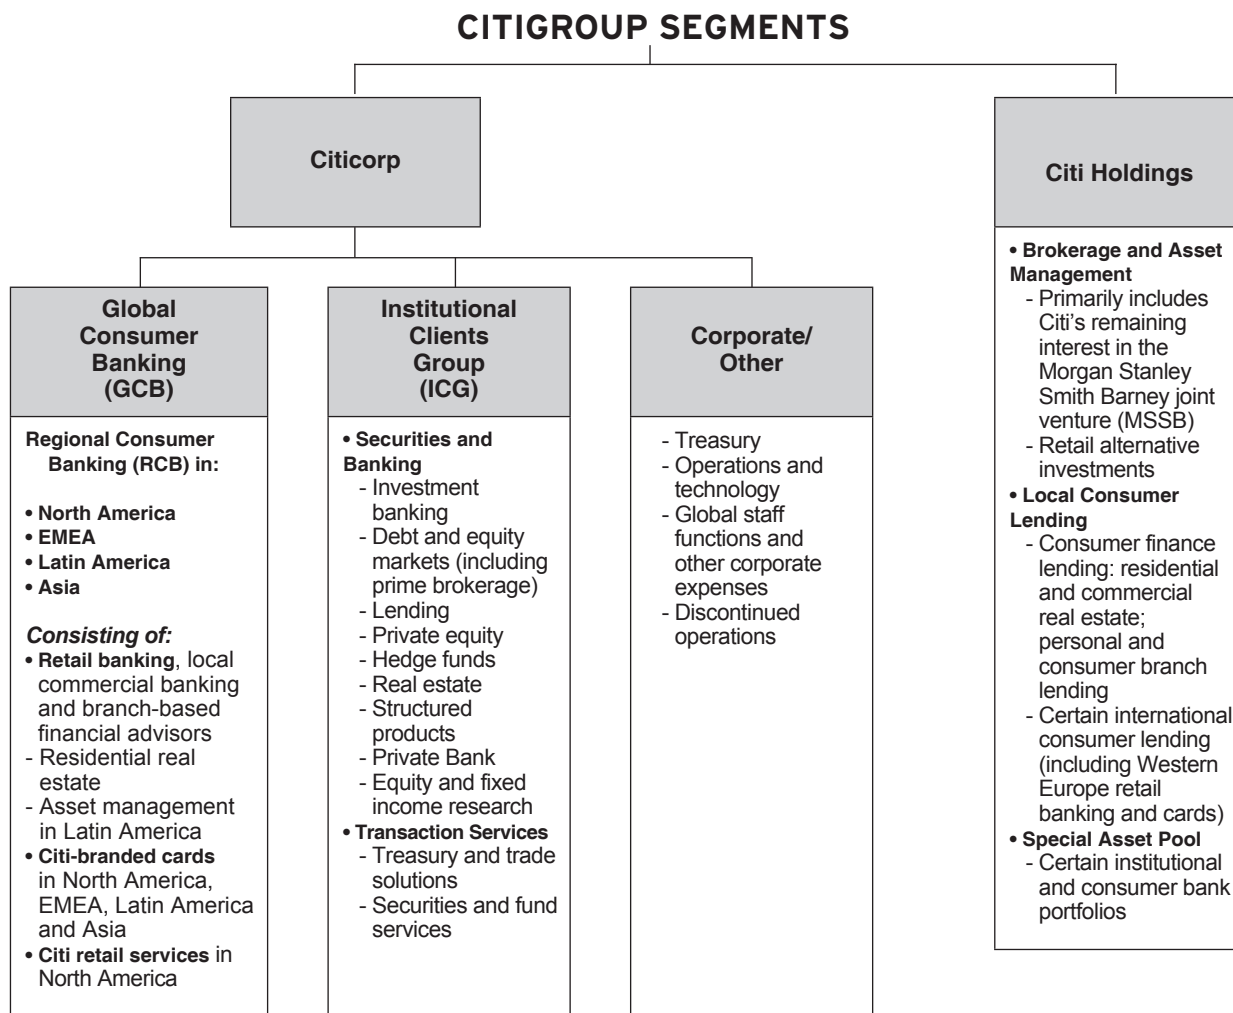 CITIGROUP SEGMENTS
Citicorp
Citi Holdings
Global
Consumer
Banking
(GCB)
Regional Consumer
Banking (RCB) in:
• North America
• EMEA
• Latin America
• Asia
Consisting of:
• Retail banking, local
commercial banking
and branch-based
financial advisors
- Residential real
estate
- Asset management
in Latin America
• Citi-branded cards
in North America,
EMEA, Latin America
and Asia
• Citi retail services in
North America
Institutional
Clients
Group
(ICG)
• Securities and
Banking
- Investment
banking
- Debt and equity
markets (including
prime brokerage)
- Lending
- Private equity
- Hedge funds
- Real estate
- Structured
products
- Private Bank
- Equity and fixed
income research
• Transaction Services
- Treasury and trade
solutions
- Securities and fund
services
Corporate/
Other
- Treasury
- Operations and
technology
- Global staff
functions and
other corporate
expenses
- Discontinued
operations
• Brokerage and Asset
Management
- Primarily includes
Citi’s remaining
interest in the
Morgan Stanley
Smith Barney joint
venture (MSSB)
- Retail alternative
investments
• Local Consumer
Lending
- Consumer finance
lending: residential
and commercial
real estate;
personal and
consumer branch
lending
- Certain international
consumer lending
(including Western
Europe retail
banking and cards)
• Special Asset Pool
- Certain institutional
and consumer bank
portfolios